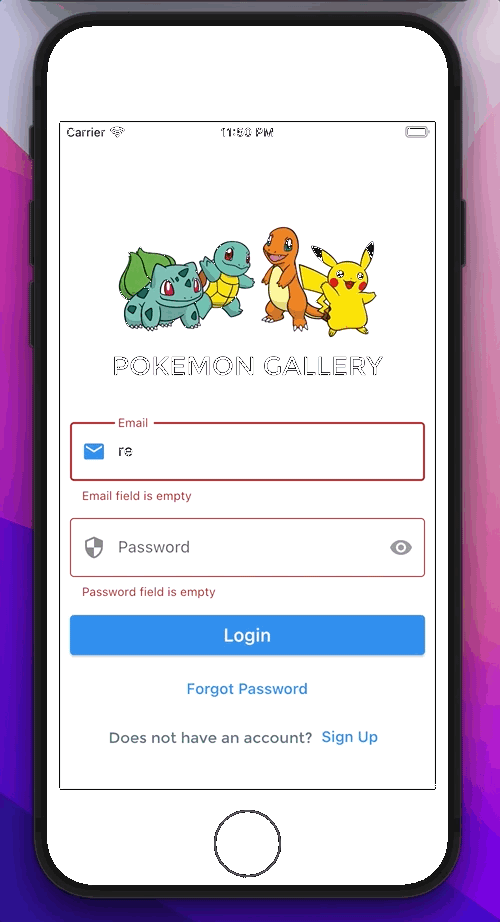 Carrier
11:50 PM
POKEMON GALLERY
Email
re
Email field is empty
Password
Password field is empty
Login
Forgot Password
Does not have an account? Sign Up